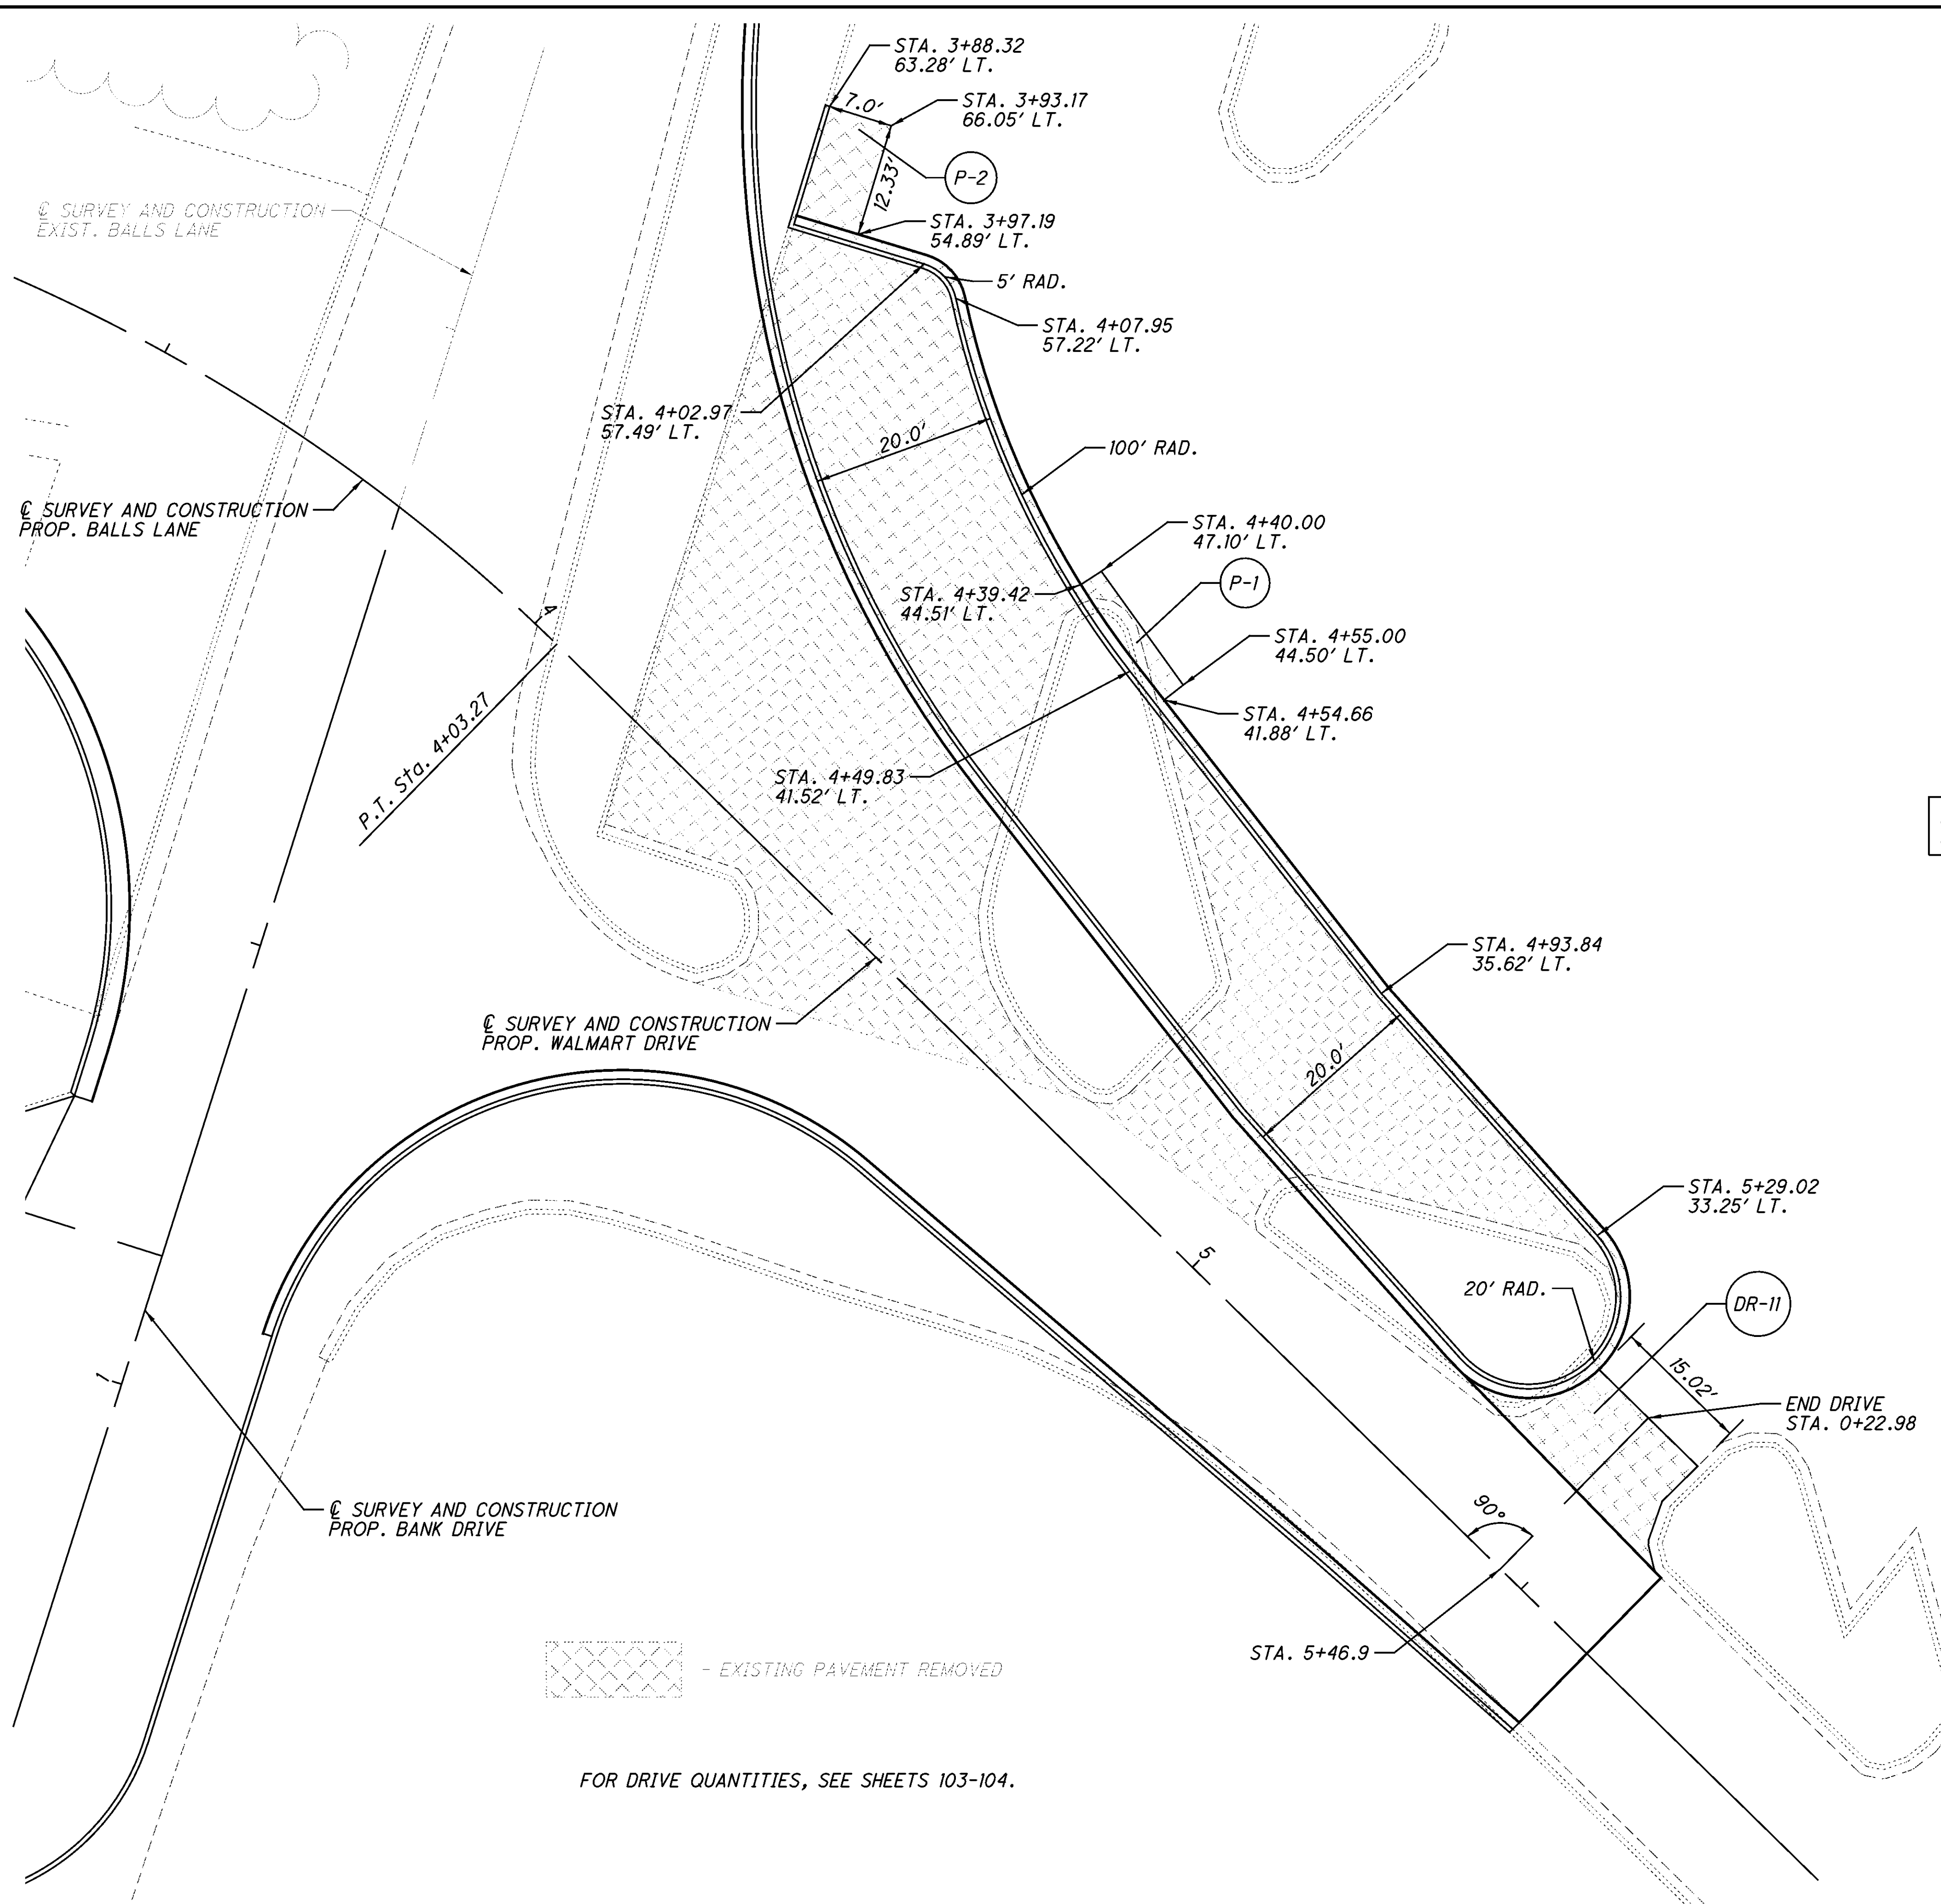 STA. 3+88.32
63.28' LT.
7.0'
STA. 3+93.17
66.05' LT.
P-2
12.33'
℄ SURVEY AND CONSTRUCTION
EXIST. BALLS LANE
STA. 3+97.19
54.89' LT.
5' RAD.
STA. 4+07.95
57.22' LT.
STA. 4+02.97
57.49' LT.
20.0'
100' RAD.
℄ SURVEY AND CONSTRUCTION
PROP. BALLS LANE
STA. 4+40.00
47.10' LT.
P-1
STA. 4+39.42
44.51' LT.
4
STA. 4+55.00
44.50' LT.
STA. 4+54.66
41.88' LT.
P.T. Sta. 4+03.27
STA. 4+49.83
41.52' LT.
STA. 4+93.84
35.62' LT.
℄ SURVEY AND CONSTRUCTION
PROP. WALMART DRIVE
20.0'
STA. 5+29.02
33.25' LT.
5
20' RAD.
DR-11
15.02'
1
END DRIVE
STA. 0+22.98
℄ SURVEY AND CONSTRUCTION
PROP. BANK DRIVE
90°
STA. 5+46.9
- EXISTING PAVEMENT REMOVED
FOR DRIVE QUANTITIES, SEE SHEETS 103-104.